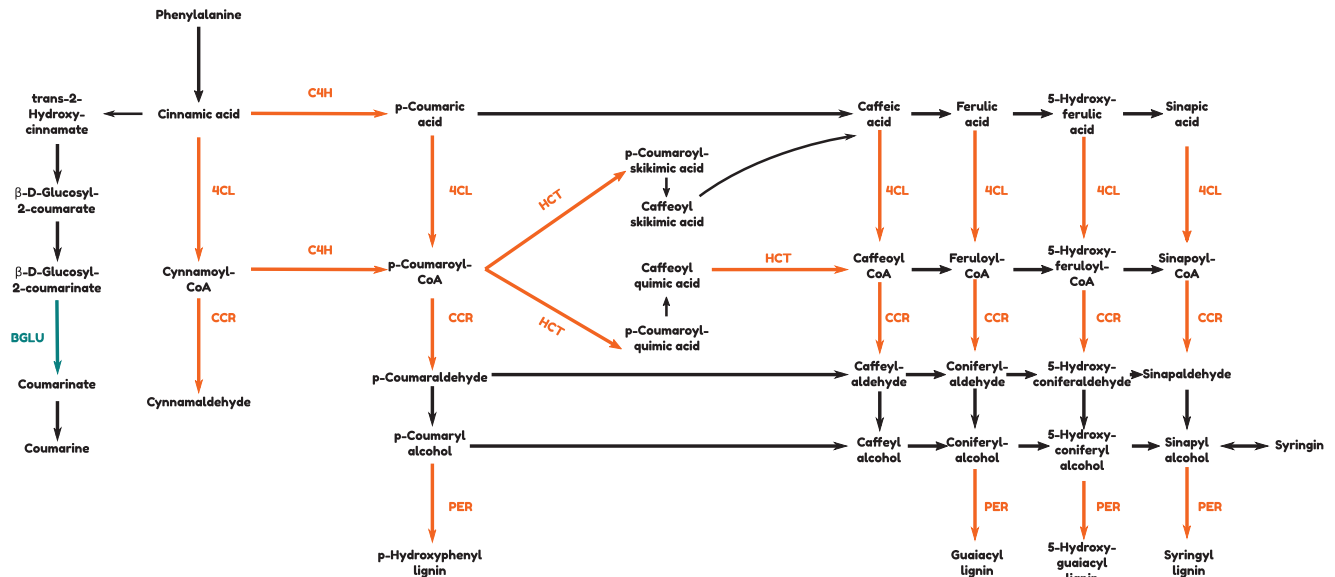 Phenylalanine
trans-2-
Hydroxy-
cinnamate
Cinnamic acid
C4H
p-Coumaric
acid
Caffeic
acid
Ferulic
acid
5-Hydroxy-
ferulic
acid
Sinapic
acid
p-Coumaroyl-
skikimic acid
Caffeoyl
skikimic acid
β-D-Glucosyl-
2-coumarate
4CL
4CL
HCT
4CL
4CL
4CL
4CL
β-D-Glucosyl-
2-coumarinate
Cynnamoyl-
CoA
C4H
p-Coumaroyl-
CoA
Caffeoyl
quimic acid
HCT
Caffeoyl
CoA
Feruloyl-
CoA
5-Hydroxy-
feruloyl-
CoA
Sinapoyl-
CoA
BGLU
CCR
CCR
HCT
p-Coumaroyl-
quimic acid
CCR
CCR
CCR
CCR
Coumarinate
Cynnamaldehyde
p-Coumaraldehyde
Caffeyl-
aldehyde
Coniferyl-
aldehyde
5-Hydroxy-
coniferaldehyde
Sinapaldehyde
Coumarine
p-Coumaryl
alcohol
Caffeyl
alcohol
Coniferyl-
alcohol
5-Hydroxy-
coniferyl
alcohol
Sinapyl
alcohol
Syringin
PER
PER
PER
PER
p-Hydroxyphenyl
lignin
Guaiacyl
lignin
5-Hydroxy-
guaiacyl
lignin
Syringyl
lignin